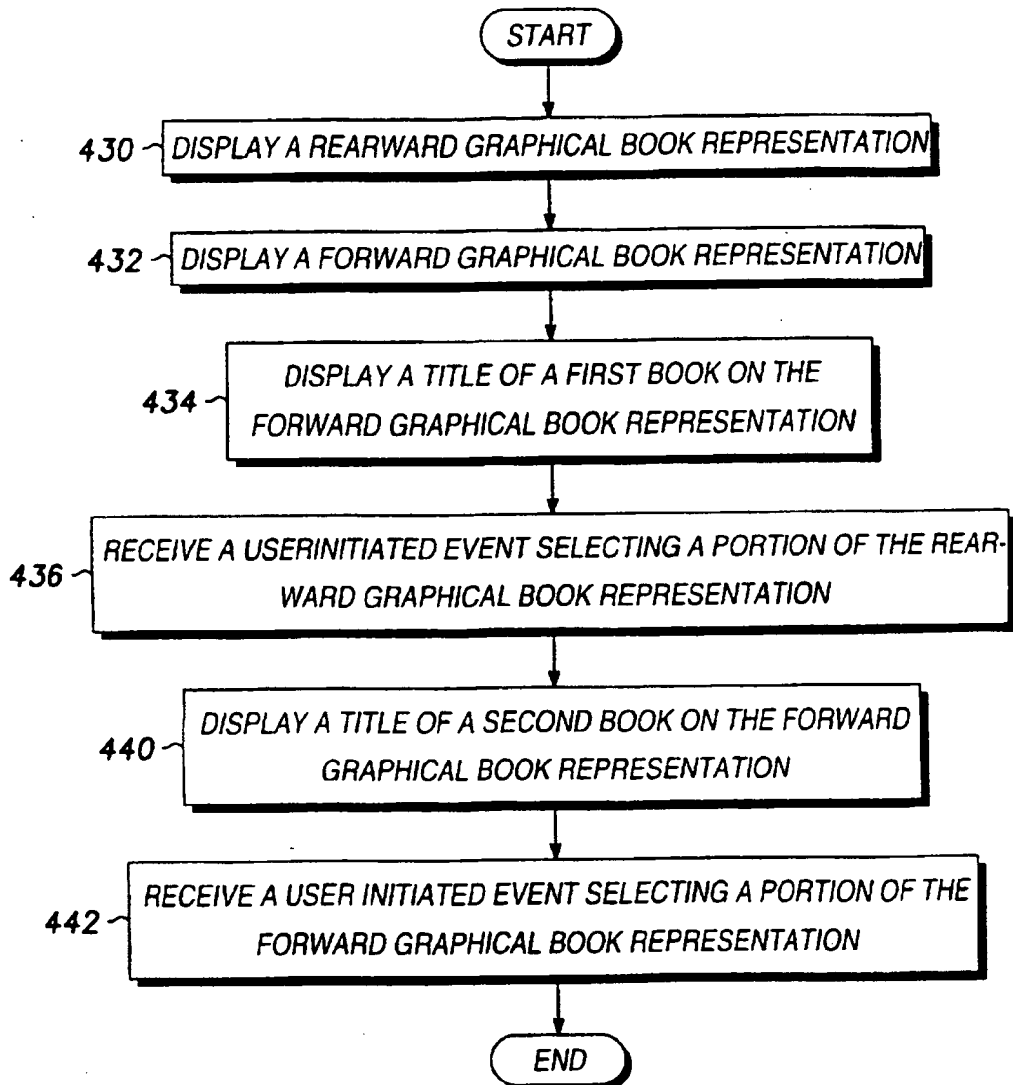 START
430 DISPLAY A REARWARD GRAPHICAL BOOK REPRESENTATION
432 DISPLAY A FORWARD GRAPHICAL BOOK REPRESENTATION
DISPLAY A TITLE OF A FIRST BOOK ON THE
434 FORWARD GRAPHICAL BOOK REPRESENTATION
RECEIVE A USERINITIATED EVENT SELECTING A PORTION OF THE REAR-
436 WARD GRAPHICAL BOOK REPRESENTATION
DISPLAY A TITLE OF A SECOND BOOK ON THE FORWARD
440 GRAPHICAL BOOK REPRESENTATION
RECEIVE A USER INITIATED EVENT SELECTING A PORTION OF THE
442 FORWARD GRAPHICAL BOOK REPRESENTATION
END